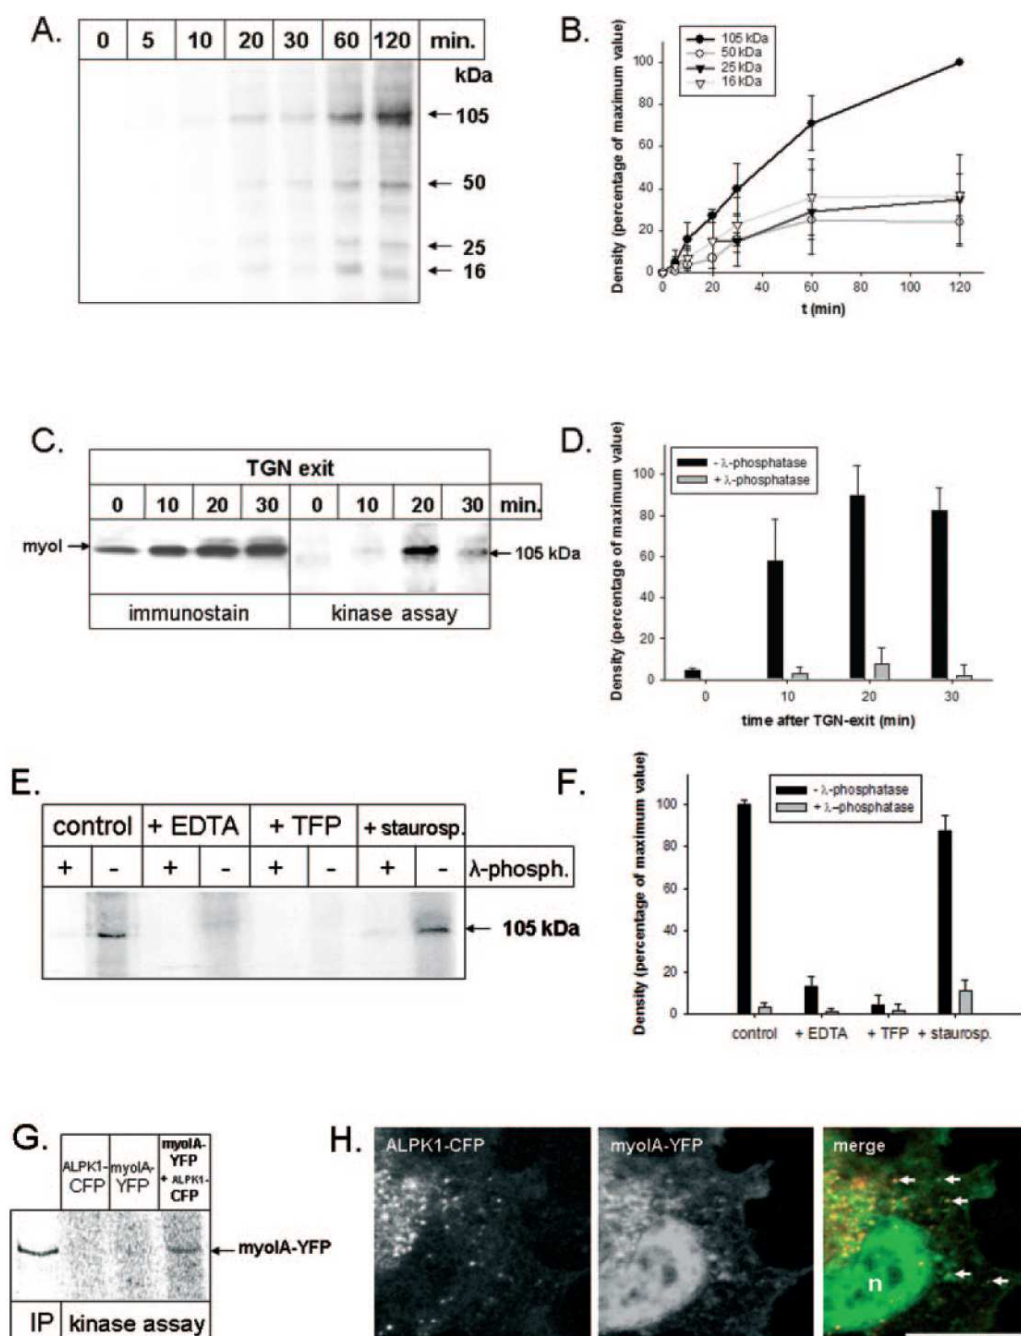 A.
0 5 10 20 30 60 120 min.
kDa
105
50
25
16
B.
105 kDa
50 kDa
25 kDa
16 kDa
Density (percentage of maximum value)
100
80
60
40
20
0
0 20 40 60 80 100 120
t (min)
C.
TGN exit
0 10 20 30 0 10 20 30 min.
myoI
105 kDa
immunostain kinase assay
D.
- λ-phosphatase
+ λ-phosphatase
Density (percentage of maximum value)
100
80
60
40
20
0
0 10 20 30
time after TGN-exit (min)
E.
control + EDTA + TFP + staurosp.
+ - + - + - + - λ-phosph.
105 kDa
F.
- λ-phosphatase
+ λ-phosphatase
Density (percentage of maximum value)
100
80
60
40
20
0
control + EDTA + TFP + staurosp.
G.
ALPK1-CFP
myoIA-YFP
myoIA-YFP + ALPK1-CFP
myoIA-YFP
IP kinase assay
H.
ALPK1-CFP myoIA-YFP merge
n